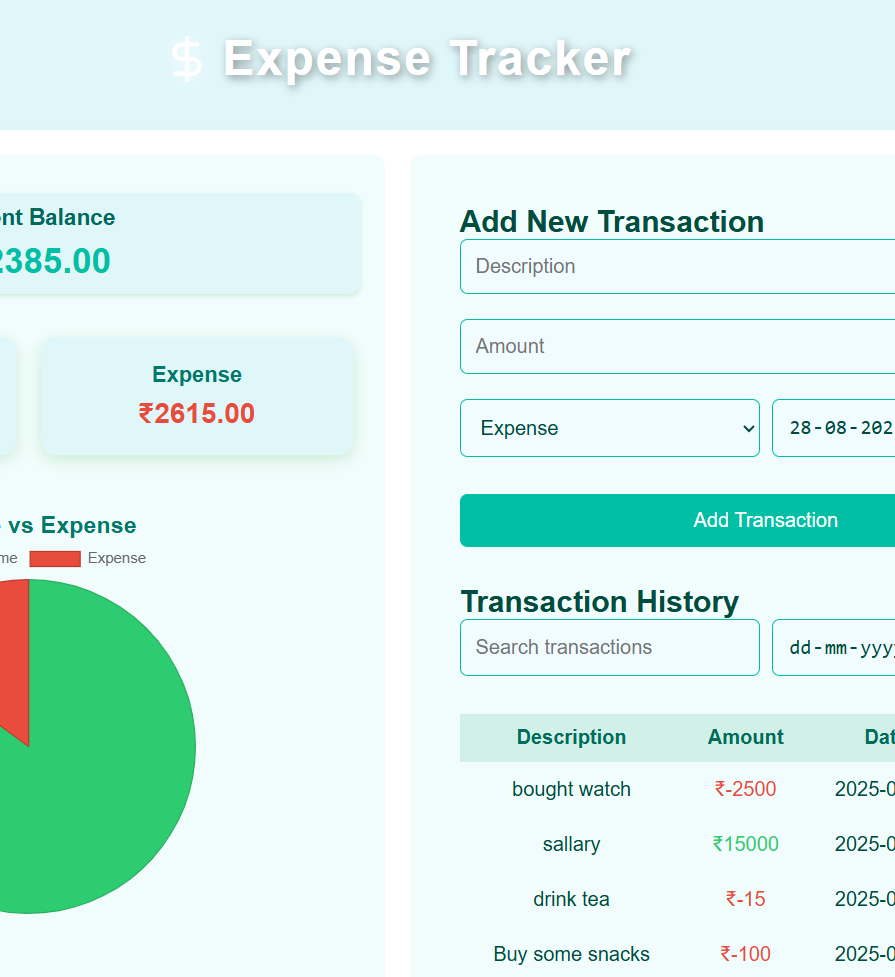 $ Expense Tracker
nt Balance
2385.00
Expense
₹2615.00
vs Expense
me Expense
Add New Transaction
Description
Amount
Expense 28-08-202
Add Transaction
Transaction History
Search transactions dd-mm-yyy
Description Amount Dat
bought watch ₹-2500 2025-0
sallary ₹15000 2025-0
drink tea ₹-15 2025-0
Buy some snacks ₹-100 2025-0